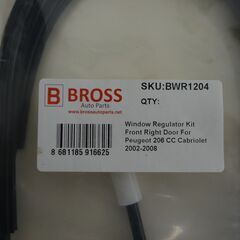 B BROSS
Auto Parts
www.brossautoparts.com
SKU:BWR1204
QTY:
Window Regulator Kit
Front Right Door For
Peugeot 206 CC Cabriolet
2002-2008
8 681185 916625